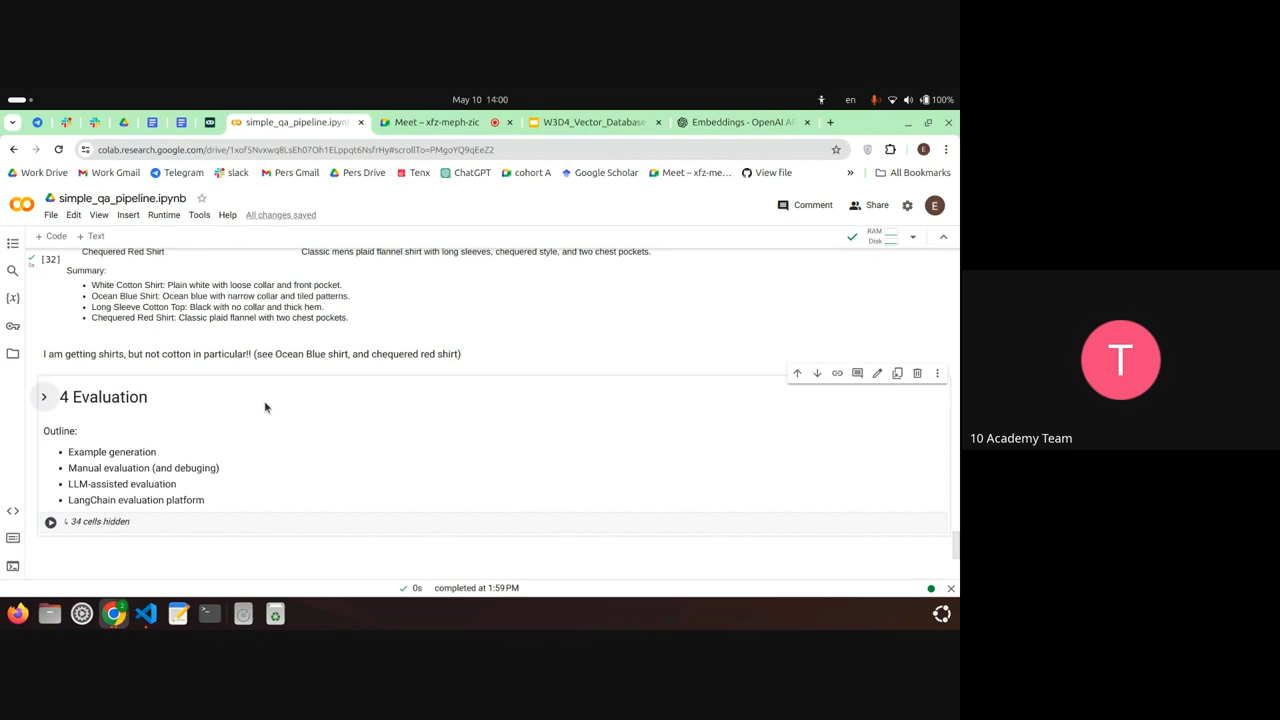 May 10 14:00
en
100%
simple_qa_pipeline.ipynb
Meet – xfz-meph-zic
W3D4_Vector_Database
Embeddings - OpenAI AP
colab.research.google.com/drive/1xof5Nvxwq8LsEh07Oh1ELppqt6NsfrHy#scrollTo=PMgoYQ9qEeZ2
E
Work Drive
Work Gmail
Telegram
slack
Pers Gmail
Pers Drive
Tenx
ChatGPT
cohort A
Google Scholar
Meet – xfz-me...
View file
»
All Bookmarks
simple_qa_pipeline.ipynb
Comment
Share
E
File Edit View Insert Runtime Tools Help All changes saved
+ Code + Text
RAM
Disk
Chequered Red Shirt Classic mens plaid flannel shirt with long sleeves, chequered style, and two chest pockets.
[32]
0s
Summary:
• White Cotton Shirt: Plain white with loose collar and front pocket.
• Ocean Blue Shirt: Ocean blue with narrow collar and tiled patterns.
• Long Sleeve Cotton Top: Black with no collar and thick hem.
• Chequered Red Shirt: Classic plaid flannel with two chest pockets.
I am getting shirts, but not cotton in particular!! (see Ocean Blue shirt, and chequered red shirt)
4 Evaluation
Outline:
• Example generation
• Manual evaluation (and debuging)
• LLM-assisted evaluation
• LangChain evaluation platform
↳ 34 cells hidden
0s completed at 1:59 PM
T
10 Academy Team